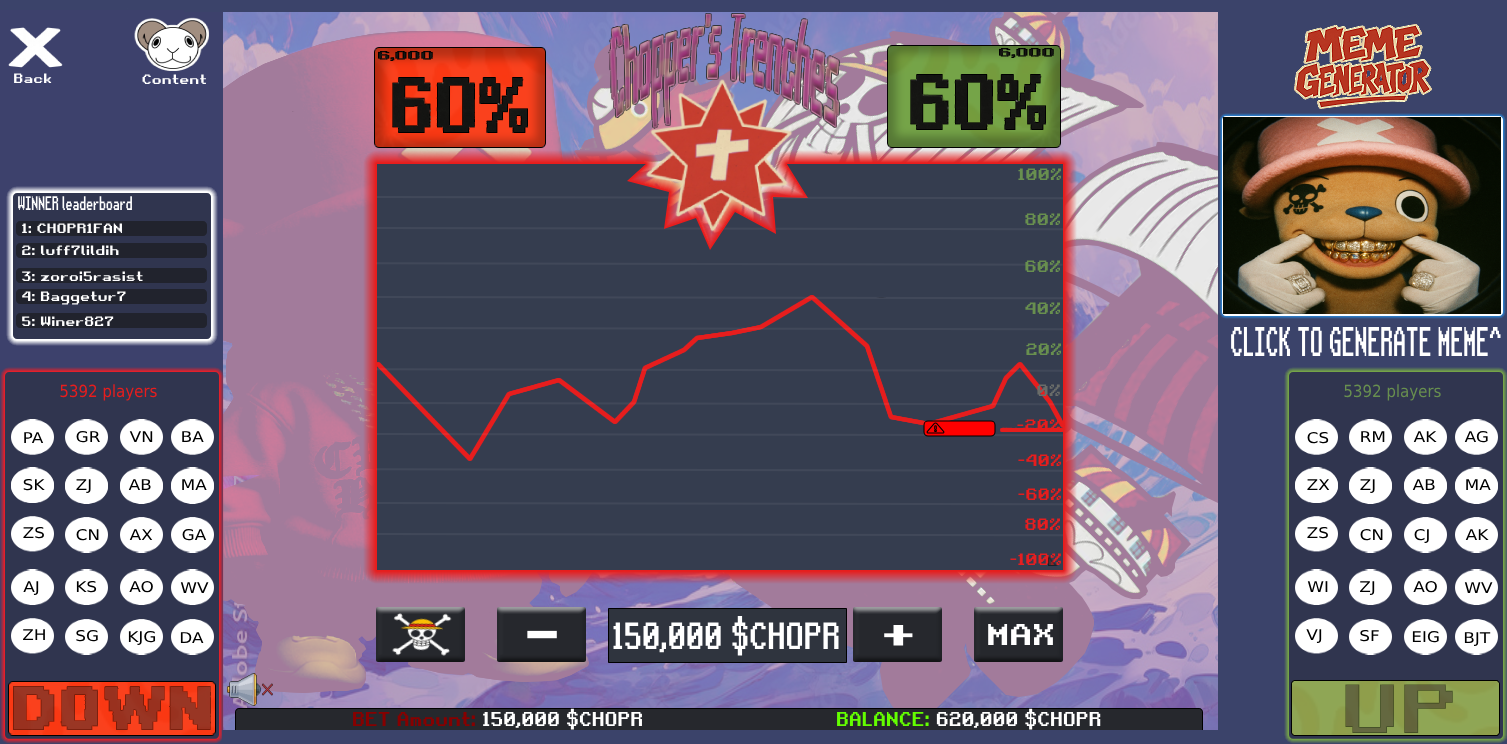 Back
Content
WINNER leaderboard
1: CHOPR1FAN
2: luff7lildih
3: zoroi5rasist
4: Baggetur7
5: Winer827
5392 players
PA GR VN BA
SK ZJ AB MA
ZS CN AX GA
AJ KS AO WV
ZH SG KJG DA
DOWN
6,000
60%
Chopper's Trenches
6,000
60%
100%
80%
60%
40%
20%
0%
-20%
-40%
-60%
80%
-100%
150,000 $CHOPR
MAX
BET Amount: 150,000 $CHOPR
BALANCE: 620,000 $CHOPR
MEME
GENERATOR
CLICK TO GENERATE MEME^
5392 players
CS RM AK AG
ZX ZJ AB MA
ZS CN CJ AK
WI ZJ AO WV
VJ SF EIG BJT
UP